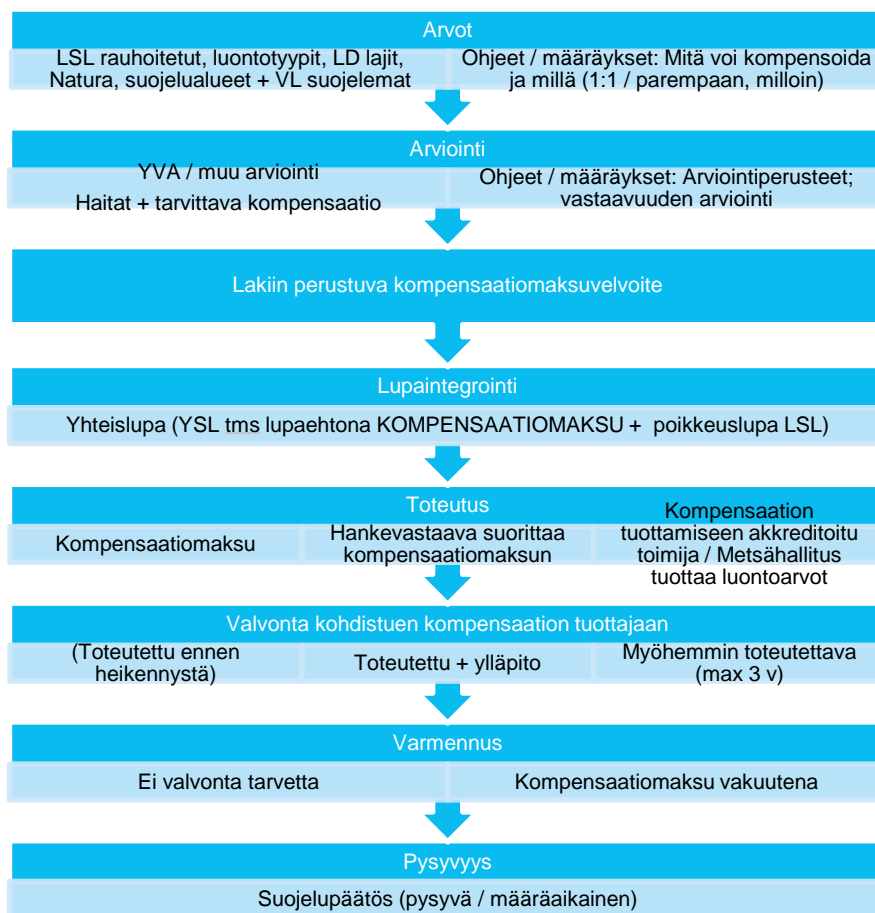 Arvot
LSL rauhoitetut, luontotyypit, LD lajit,
Natura, suojelualueet + VL suojelemat
Ohjeet / määräykset: Mitä voi kompensoida
ja millä (1:1 / parempaan, milloin)
Arviointi
YVA / muu arviointi
Haitat + tarvittava kompensaatio
Ohjeet / määräykset: Arviointiperusteet;
vastaavuuden arviointi
Lakiin perustuva kompensaatiomaksuvelvoite
Lupaintegrointi
Yhteislupa (YSL tms lupaehtona KOMPENSAATIOMAKSU + poikkeuslupa LSL)
Toteutus
Kompensaatiomaksu
Hankevastaava suorittaa
kompensaatiomaksun
Kompensaation
tuottamiseen akkreditoitu
toimija / Metsähallitus
tuottaa luontoarvot
Valvonta kohdistuen kompensaation tuottajaan
(Toteutettu ennen
heikennystä)
Toteutettu + ylläpito
Myöhemmin toteutettava
(max 3 v)
Varmennus
Ei valvonta tarvetta
Kompensaatiomaksu vakuutena
Pysyvyys
Suojelupäätös (pysyvä / määräaikainen)